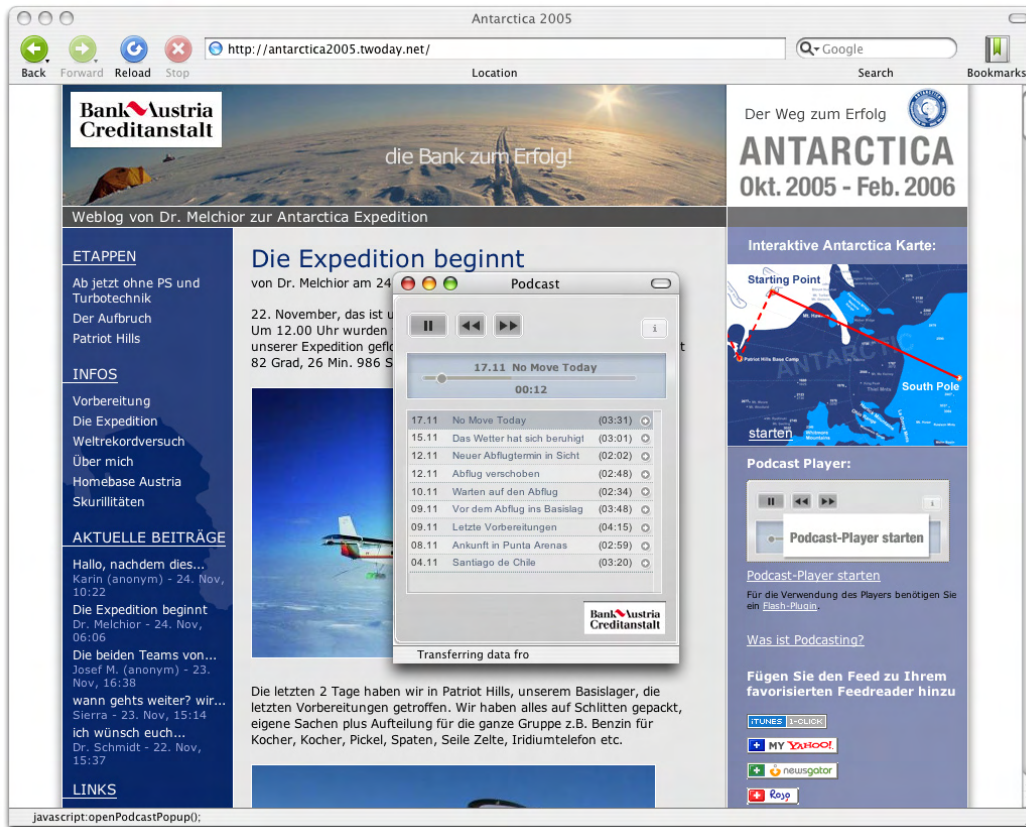 Antarctica 2005
http://antarctica2005.twoday.net/
Google
Back
Forward
Reload
Stop
Location
Search
Bookmarks
Bank Austria
Creditanstalt
die Bank zum Erfolg!
Der Weg zum Erfolg
ANTARCTICA
Okt. 2005 - Feb. 2006
Weblog von Dr. Melchior zur Antarctica Expedition
ETAPPEN
Ab jetzt ohne PS und
Turbotechnik
Der Aufbruch
Patriot Hills
INFOS
Vorbereitung
Die Expedition
Weltrekordversuch
Über mich
Homebase Austria
Skurillitäten
AKTUELLE BEITRÄGE
Hallo, nachdem dies...
Karin (anonym) - 24. Nov,
10:22
Die Expedition beginnt
Dr. Melchior - 24. Nov,
06:06
Die beiden Teams von...
Josef M. (anonym) - 23.
Nov, 16:38
wann gehts weiter? wir...
Sierra - 23. Nov, 15:14
ich wünsch euch...
Dr. Schmidt - 22. Nov,
15:37
LINKS
Die Expedition beginnt
von Dr. Melchior am 24
22. November, das ist u
Um 12.00 Uhr wurden
unserer Expedition geflo
t
82 Grad, 26 Min. 986 S
Podcast
i
17.11 No Move Today
00:12
17.11 No Move Today (03:31)
15.11 Das Wetter hat sich beruhigt (03:01)
12.11 Neuer Abflugtermin in Sicht (02:02)
12.11 Abflug verschoben (02:48)
10.11 Warten auf den Abflug (02:34)
09.11 Vor dem Abflug ins Basislag (03:48)
09.11 Letzte Vorbereitungen (04:15)
08.11 Ankunft in Punta Arenas (02:59)
04.11 Santiago de Chile (03:20)
Bank Austria
Creditanstalt
Transferring data fro
Die letzten 2 Tage haben wir in Patriot Hills, unserem Basislager, die
letzten Vorbereitungen getroffen. Wir haben alles auf Schlitten gepackt,
eigene Sachen plus Aufteilung für die ganze Gruppe z.B. Benzin für
Kocher, Kocher, Pickel, Spaten, Seile Zelte, Iridiumtelefon etc.
Interaktive Antarctica Karte:
Starting Point
Patriot Hills Base Camp
ANTARCTIC
South Pole
starten
Podcast Player:
i
Podcast-Player starten
Podcast-Player starten
Für die Verwendung des Players benötigen Sie
ein Flash-Plugin.
Was ist Podcasting?
Fügen Sie den Feed zu Ihrem
favorisierten Feedreader hinzu
iTUNES 1-CLICK
MY YAHOO!
newsgator
Rojo
javascript:openPodcastPopup();